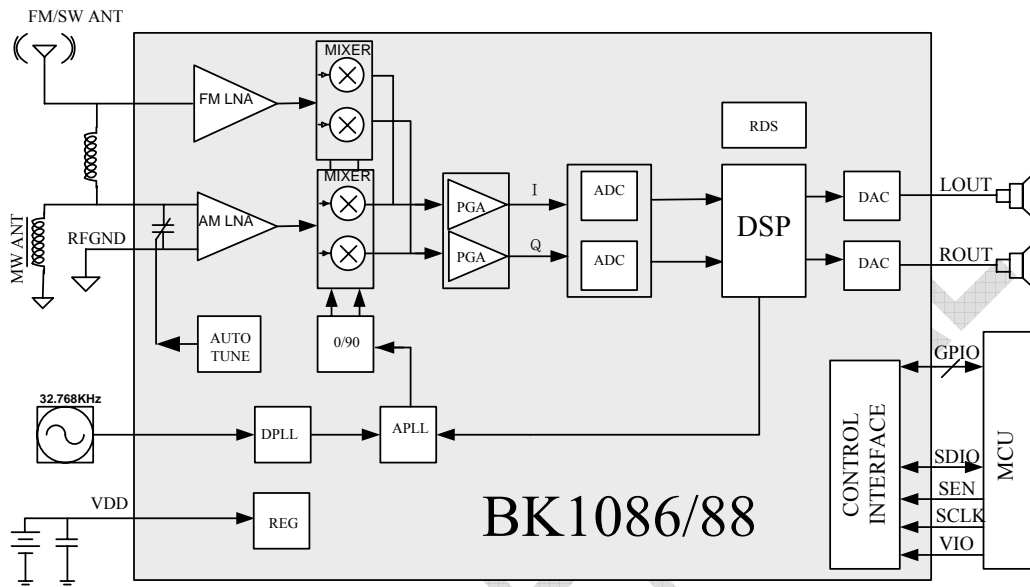 FM/SW ANT
MIXER
FM LNA
RDS
MIXER
ADC
I
DSP
DAC
LOUT
PGA
AM LNA
RFGND
MW ANT
Q
PGA
ADC
DAC
ROUT
AUTO
TUNE
0/90
GPIO
32.768KHz
DPLL
APLL
CONTROL
INTERFACE
MCU
SDIO
SEN
SCLK
VIO
VDD
REG
BK1086/88